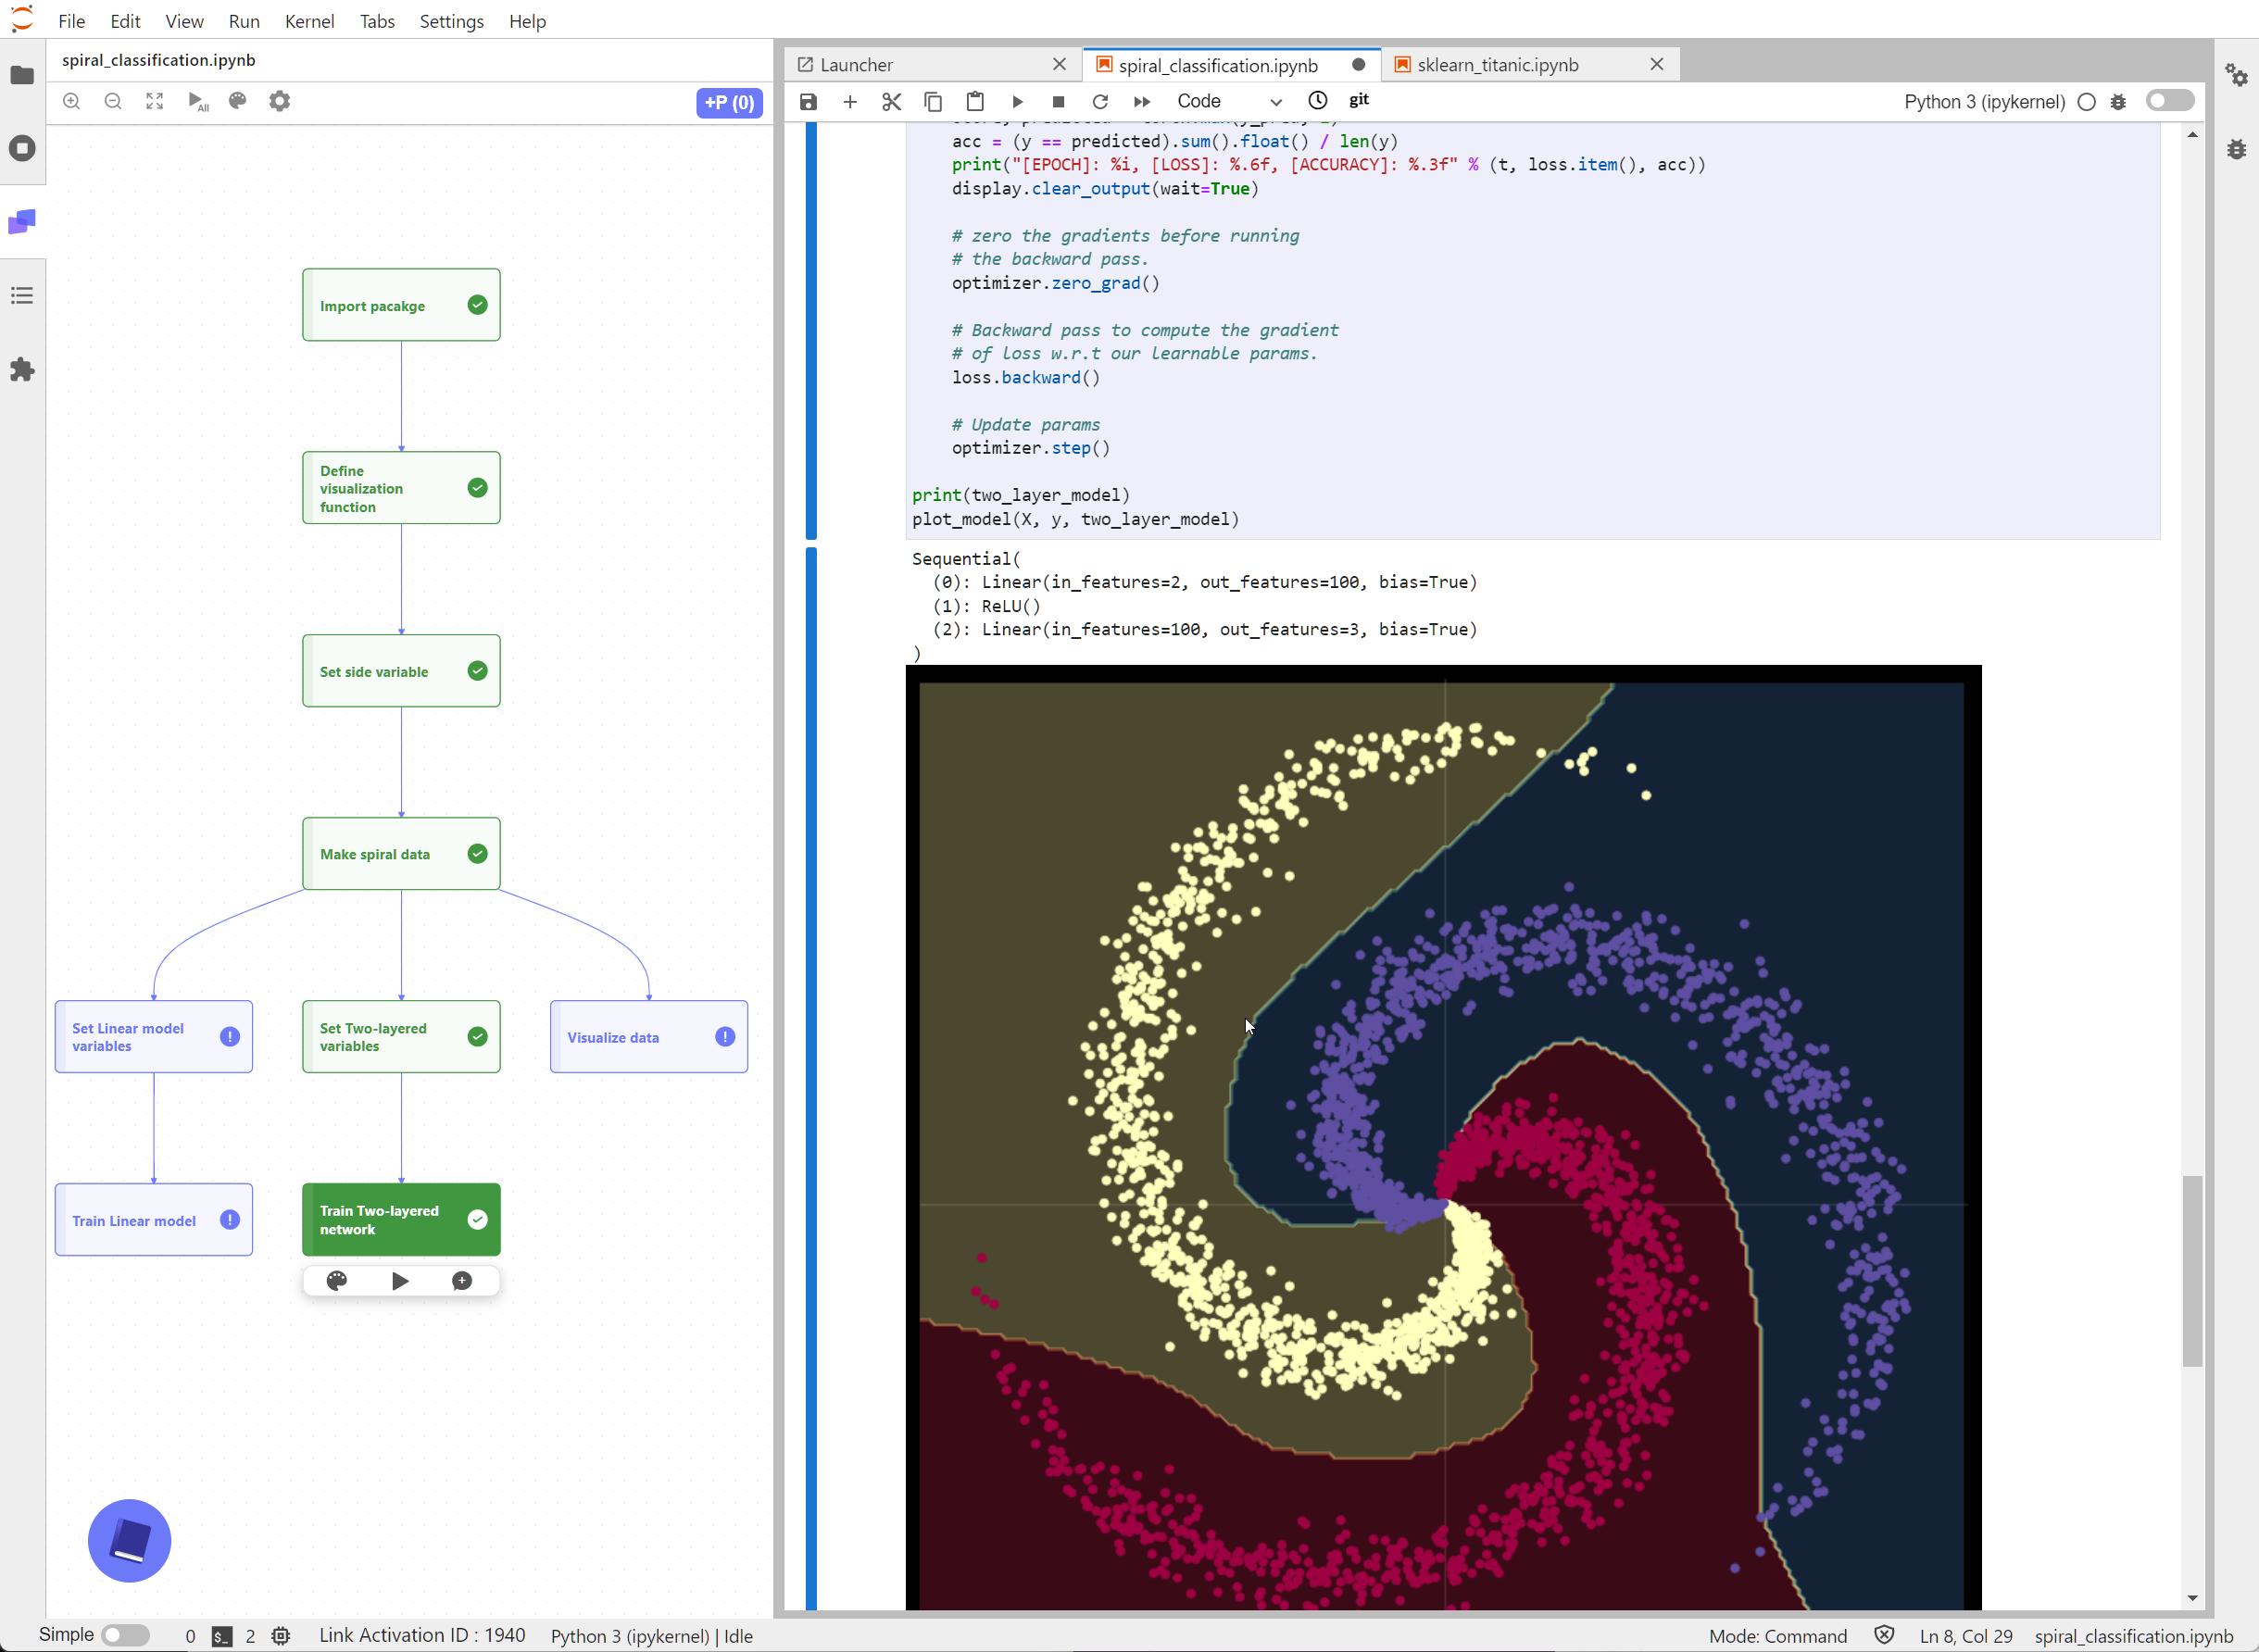 File Edit View Run Kernel Tabs Settings Help
spiral_classification.ipynb
All
+P (0)
Import pacakge
Define
visualization
function
Set side variable
Make spiral data
Set Linear model
variables
Set Two-layered
variables
Visualize data
Train Linear model
Train Two-layered
network
Launcher
spiral_classification.ipynb
sklearn_titanic.ipynb
Code
git
Python 3 (ipykernel)
acc = (y == predicted).sum().float() / len(y)
print("[EPOCH]: %i, [LOSS]: %.6f, [ACCURACY]: %.3f" % (t, loss.item(), acc))
display.clear_output(wait=True)
# zero the gradients before running
# the backward pass.
optimizer.zero_grad()
# Backward pass to compute the gradient
# of loss w.r.t our learnable params.
loss.backward()
# Update params
optimizer.step()
print(two_layer_model)
plot_model(X, y, two_layer_model)
Sequential(
(0): Linear(in_features=2, out_features=100, bias=True)
(1): ReLU()
(2): Linear(in_features=100, out_features=3, bias=True)
)
Simple 0 $_ 2 Link Activation ID : 1940 Python 3 (ipykernel) | Idle Mode: Command Ln 8, Col 29 spiral_classification.ipynb